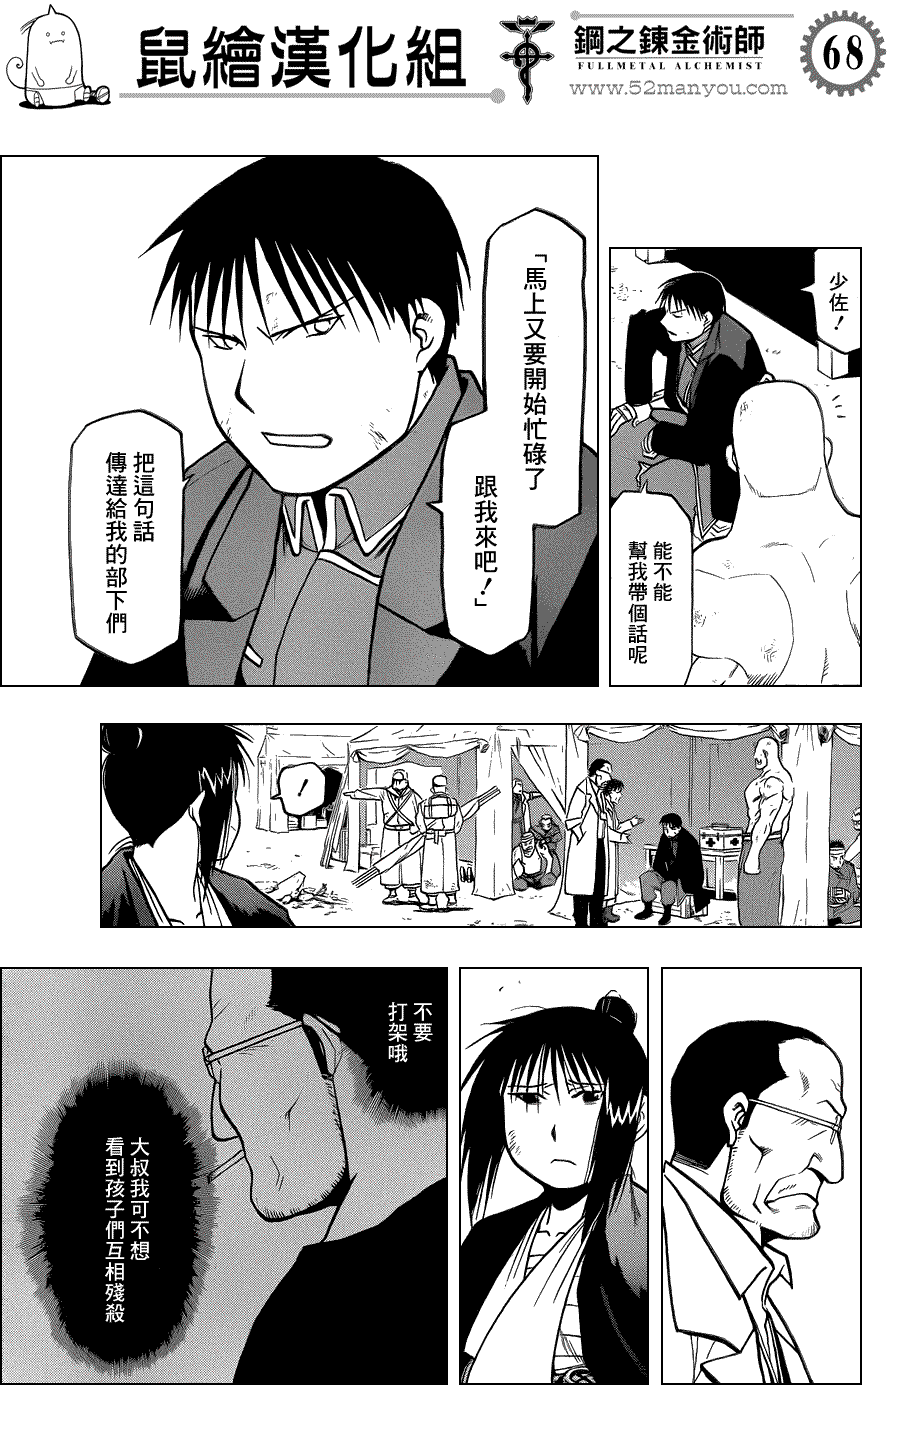 鼠繪漢化組
鋼之鍊金術師
FULLMETAL ALCHEMIST
www.52manyou.com
68
少佐！
能不能
幫我帶個話呢
「馬上又要開始忙碌了
跟我來吧！」
把這句話
傳達給我的部下們
！
不要
打架哦
大叔我可不想
看到孩子們互相殘殺